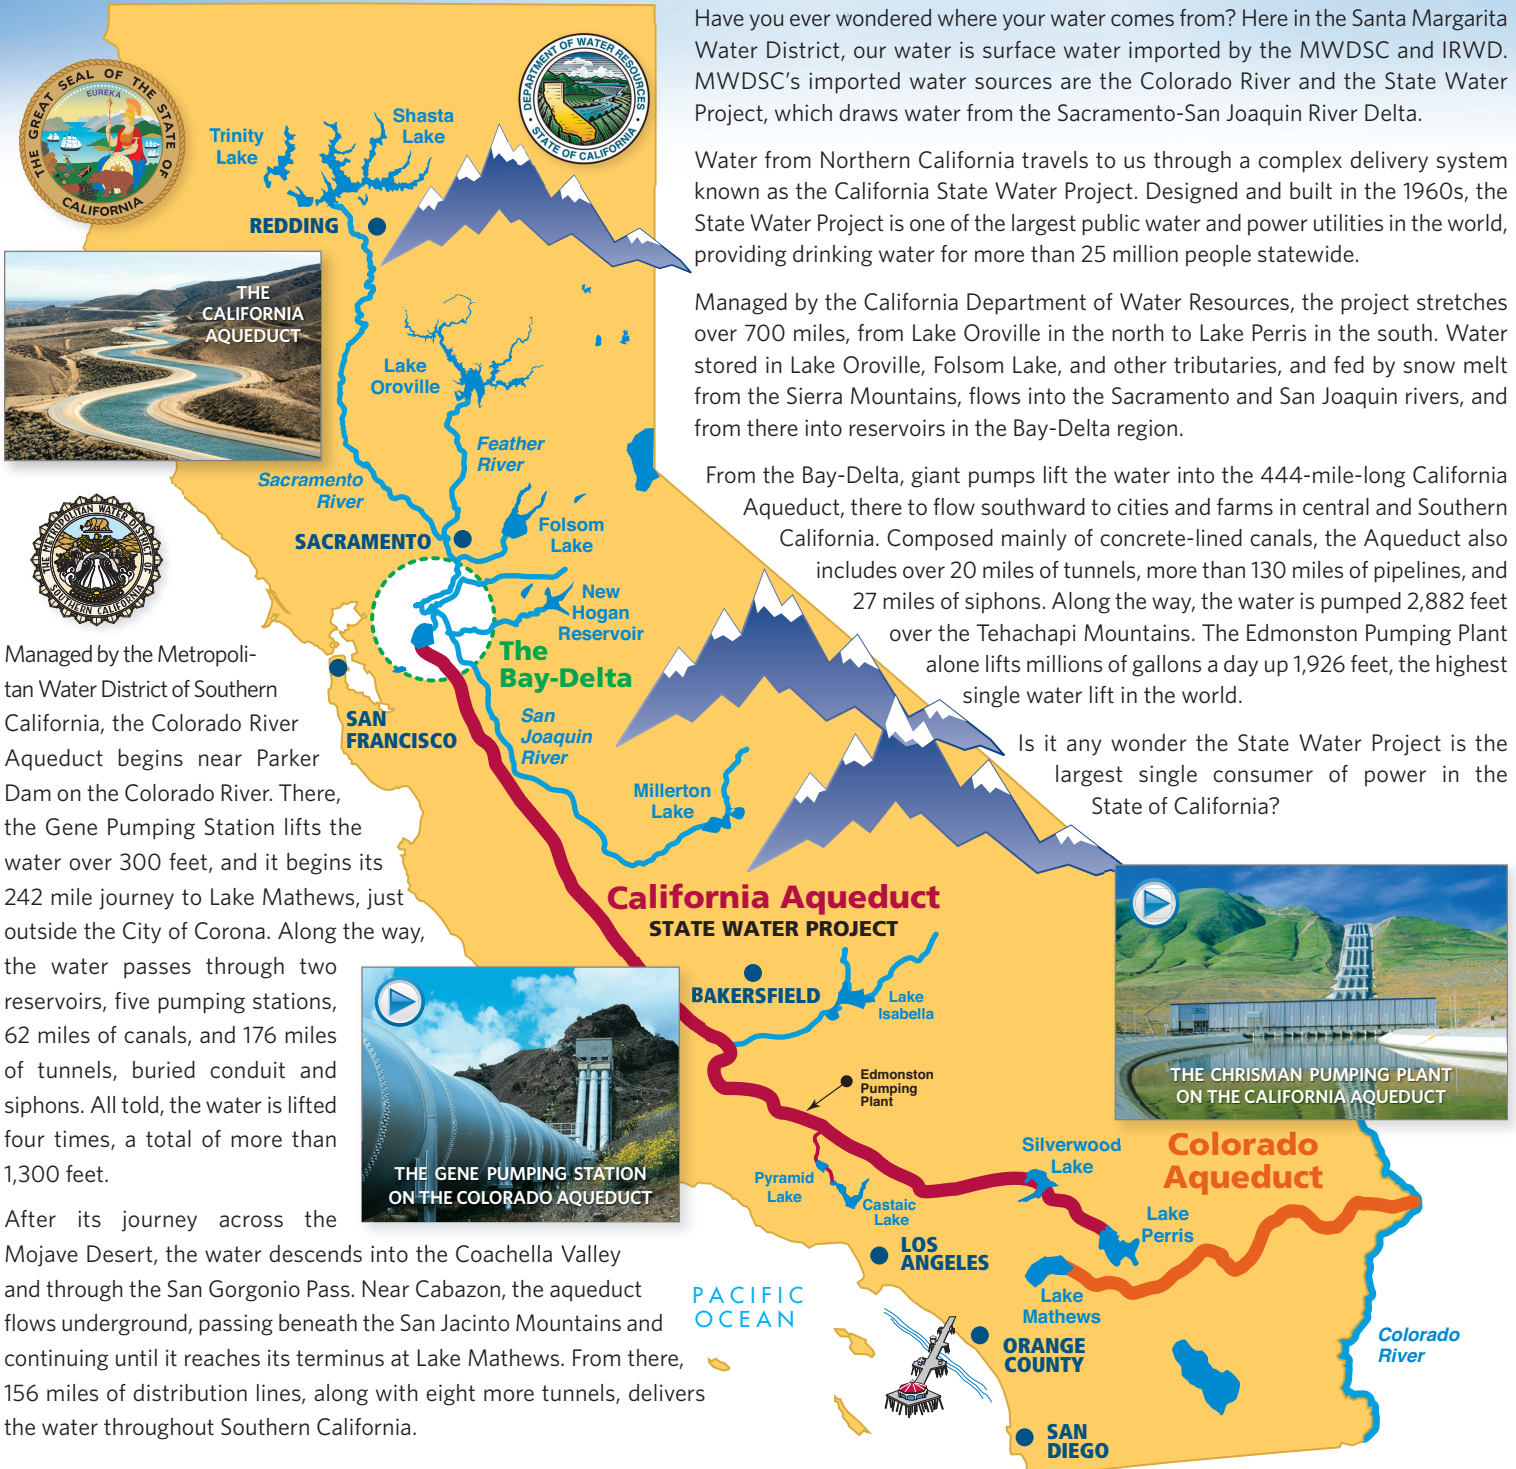 Have you ever wondered where your water comes from? Here in the Santa Margarita
Water District, our water is surface water imported by the MWDSC and IRWD.
MWDSC's imported water sources are the Colorado River and the State Water
Project, which draws water from the Sacramento-San Joaquin River Delta.
Water from Northern California travels to us through a complex delivery system
known as the California State Water Project. Designed and built in the 1960s, the
State Water Project is one of the largest public water and power utilities in the world,
providing drinking water for more than 25 million people statewide.
Managed by the California Department of Water Resources, the project stretches
over 700 miles, from Lake Oroville in the north to Lake Perris in the south. Water
stored in Lake Oroville, Folsom Lake, and other tributaries, and fed by snow melt
from the Sierra Mountains, flows into the Sacramento and San Joaquin rivers, and
from there into reservoirs in the Bay-Delta region.
From the Bay-Delta, giant pumps lift the water into the 444-mile-long California
Aqueduct, there to flow southward to cities and farms in central and Southern
California. Composed mainly of concrete-lined canals, the Aqueduct also
includes over 20 miles of tunnels, more than 130 miles of pipelines, and
27 miles of siphons. Along the way, the water is pumped 2,882 feet
over the Tehachapi Mountains. The Edmonston Pumping Plant
alone lifts millions of gallons a day up 1,926 feet, the highest
single water lift in the world.
Is it any wonder the State Water Project is the
largest single consumer of power in the
State of California?
THE GREAT SEAL OF THE STATE OF
CALIFORNIA
EUREKA
DEPARTMENT OF WATER RESOURCES
STATE OF CALIFORNIA
Trinity
Lake
Shasta
Lake
REDDING
THE
CALIFORNIA
AQUEDUCT
Lake
Oroville
Feather
River
Sacramento
River
SACRAMENTO
Folsom
Lake
New
Hogan
Reservoir
The
Bay-Delta
THE METROPOLITAN WATER DISTRICT OF
SOUTHERN CALIFORNIA
SAN
FRANCISCO
San
Joaquin
River
Millerton
Lake
Managed by the Metropoli-
tan Water District of Southern
California, the Colorado River
Aqueduct begins near Parker
Dam on the Colorado River. There,
the Gene Pumping Station lifts the
water over 300 feet, and it begins its
242 mile journey to Lake Mathews, just
outside the City of Corona. Along the way,
the water passes through two
reservoirs, five pumping stations,
62 miles of canals, and 176 miles
of tunnels, buried conduit and
siphons. All told, the water is lifted
four times, a total of more than
1,300 feet.
After its journey across the
Mojave Desert, the water descends into the Coachella Valley
and through the San Gorgonio Pass. Near Cabazon, the aqueduct
flows underground, passing beneath the San Jacinto Mountains and
continuing until it reaches its terminus at Lake Mathews. From there,
156 miles of distribution lines, along with eight more tunnels, delivers
the water throughout Southern California.
California Aqueduct
STATE WATER PROJECT
BAKERSFIELD
Lake
Isabella
THE GENE PUMPING STATION
ON THE COLORADO AQUEDUCT
Edmonston
Pumping
Plant
THE CHRISMAN PUMPING PLANT
ON THE CALIFORNIA AQUEDUCT
Pyramid
Lake
Castaic
Lake
Silverwood
Lake
Colorado
Aqueduct
Lake
Perris
LOS
ANGELES
Lake
Mathews
PACIFIC
OCEAN
ORANGE
COUNTY
Colorado
River
SAN
DIEGO